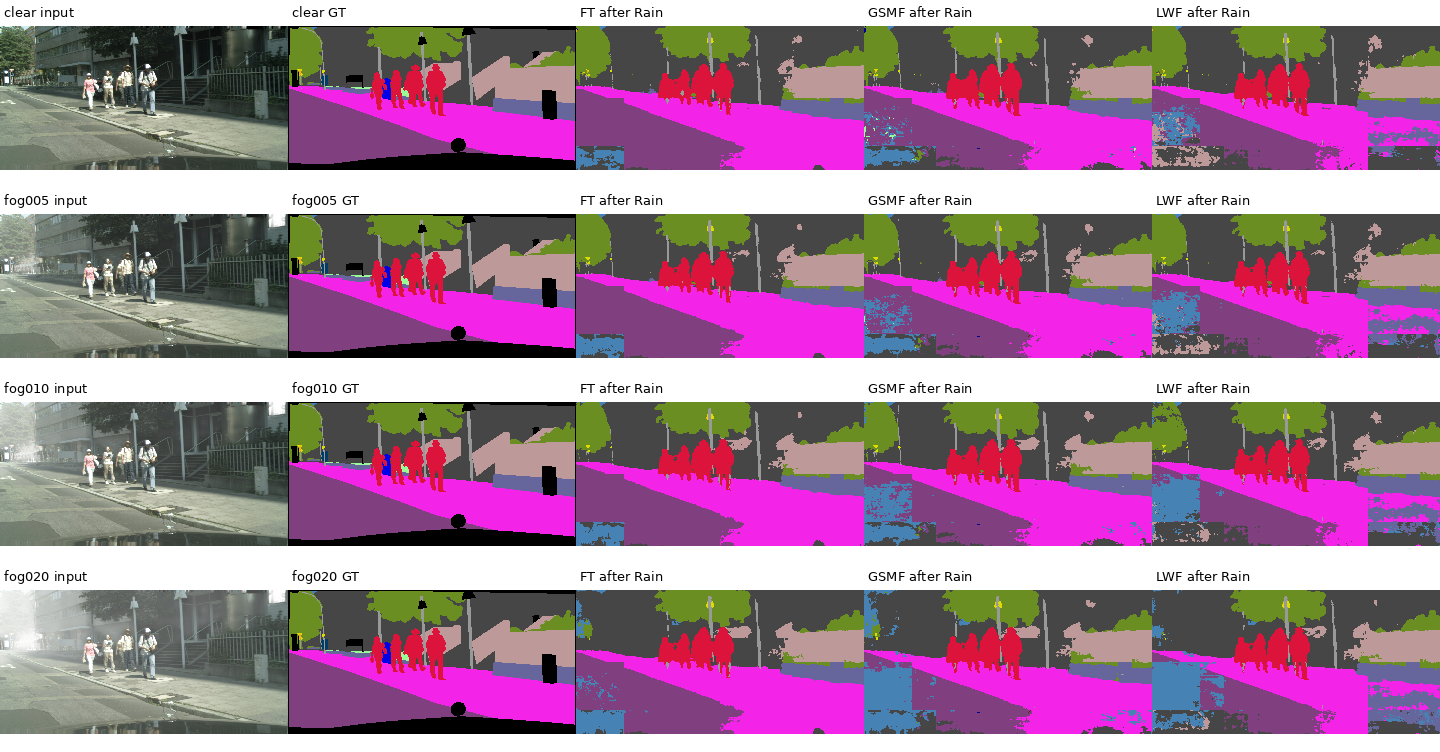 clear input
clear GT
FT after Rain
GSMF after Rain
LWF after Rain
fog005 input
fog005 GT
FT after Rain
GSMF after Rain
LWF after Rain
fog010 input
fog010 GT
FT after Rain
GSMF after Rain
LWF after Rain
fog020 input
fog020 GT
FT after Rain
GSMF after Rain
LWF after Rain